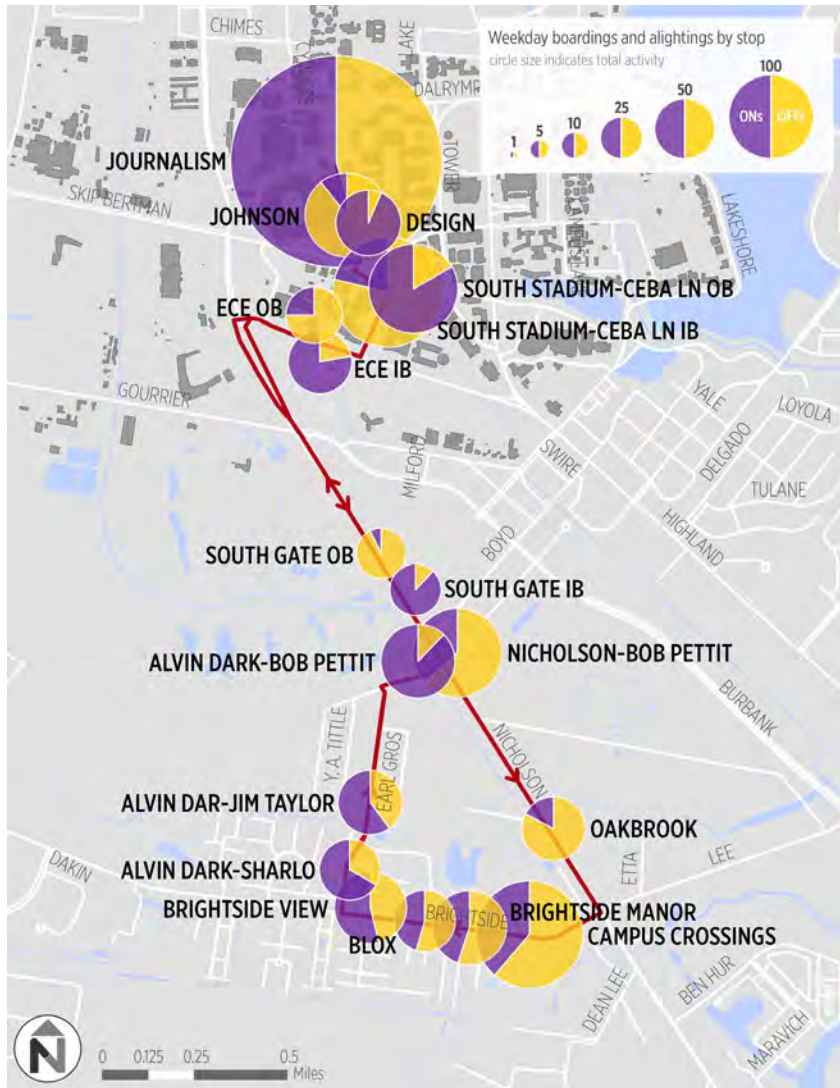 CHIMES
LAKE
Weekday boardings and alightings by stop
circle size indicates total activity
1
5
10
25
50
100
ONs
OFFs
JOURNALISM
TOWER
SKIP BERTMAN
LAKESHORE
JOHNSON
DESIGN
SOUTH STADIUM-CEBA LN OB
ECE OB
SOUTH STADIUM-CEBA LN IB
ECE IB
GOURRIER
YALE
LOYOLA
DELGADO
MILFORD
SWIRE
TULANE
HIGHLAND
BOYD
SOUTH GATE OB
SOUTH GATE IB
ALVIN DARK-BOB PETTIT
NICHOLSON-BOB PETTIT
BURBANK
Y.A. TITTLE
EARL GROS
NICHOLSON
ALVIN DAR-JIM TAYLOR
OAKBROOK
DAKIN
ETTA
LEE
ALVIN DARK-SHARLO
BRIGHTSIDE VIEW
BRIGHTSIDE
BRIGHTSIDE MANOR
BLOX
CAMPUS CROSSINGS
DEAN LEE
BEN HUR
MARAVICH
N
0 0.125 0.25 0.5
Miles